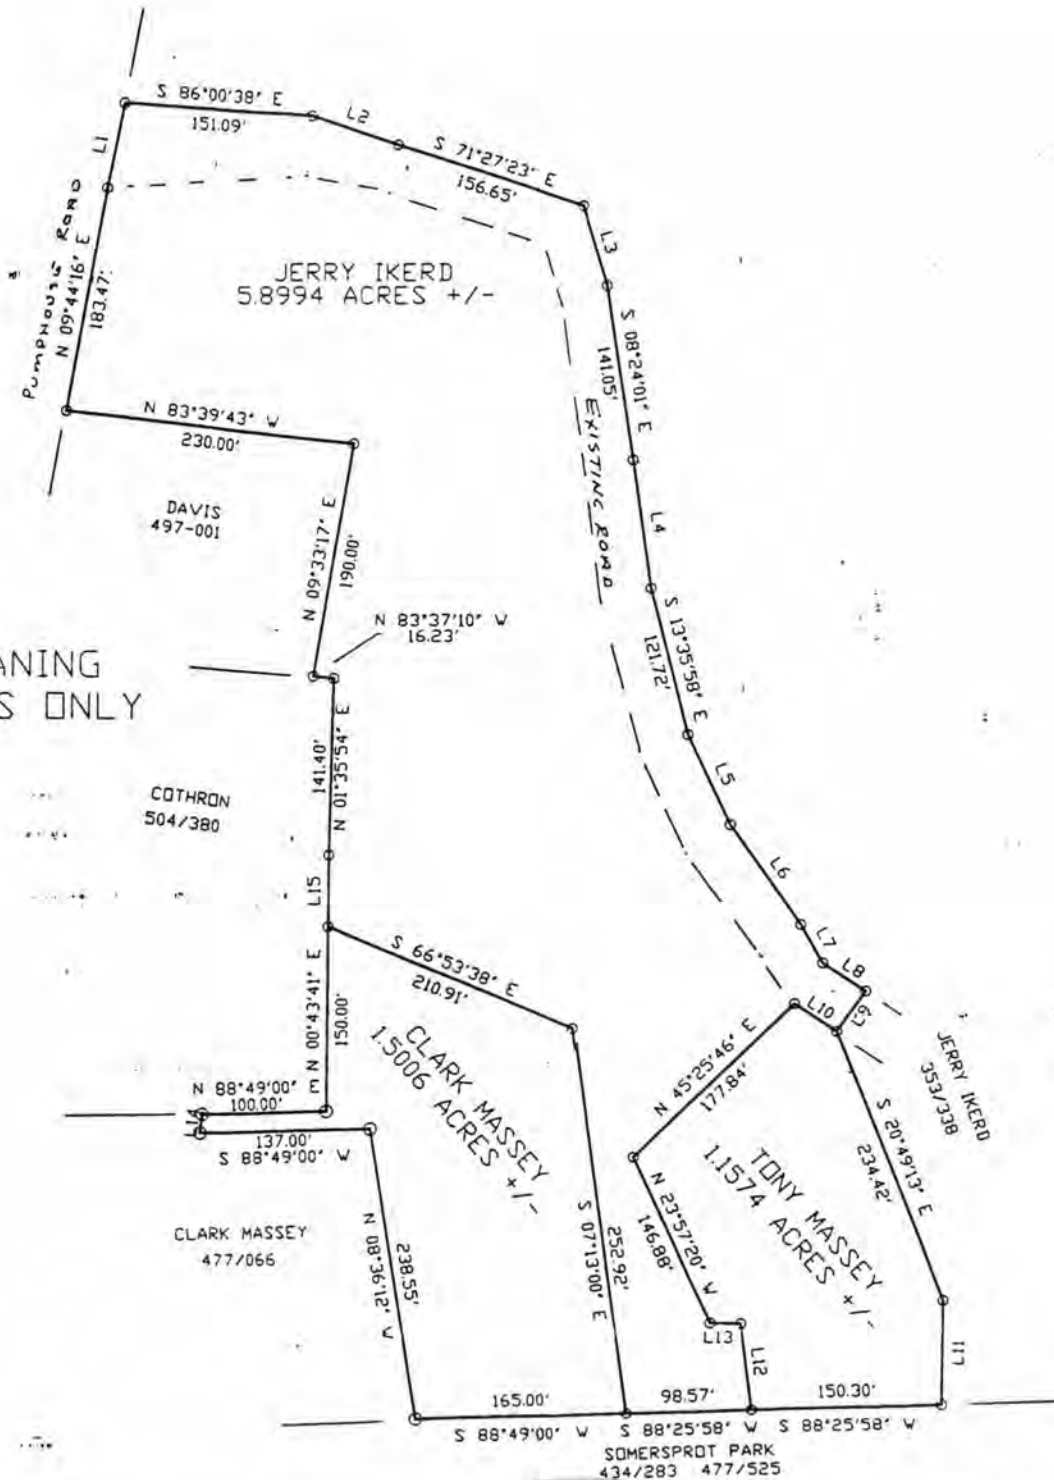 S 86°00'38" E
151.09'
L2
S 71°27'23" E
156.65'
L1
PUMPHOUSE ROAD
N 09°44'16" E
183.47'
JERRY IKERD
5.8994 ACRES +/-
L3
S 08°24'01" E
141.05'
EXISTING ROAD
N 83°39'43" W
230.00'
DAVIS
497-001
N 09°33'17" E
190.00'
L4
N 83°37'10" W
16.23'
S 13°35'58" E
121.72'
ANING
S ONLY
141.40'
N 01°35'54" E
COTHRON
504/380
L5
L6
L15
L7
L8
S 66°53'38" E
210.91'
L10
L9
N 00°43'41" E
150.00'
CLARK MASSEY
1.5006 ACRES +/-
N 45°25'46" E
177.84'
JERRY IKERD
353/338
N 88°49'00" E
100.00'
L14
137.00'
S 88°49'00" W
S 20°49'13" E
234.42'
CLARK MASSEY
477/066
N 08°36'12" W
238.55'
S 07°13'00" E
252.92'
N 23°57'20" W
146.88'
TONY MASSEY
1.1574 ACRES +/-
L13
L12
L11
165.00'
98.57'
150.30'
S 88°49'00" W
S 88°25'58" W
S 88°25'58" W
SOMERSPROT PARK
434/283 477/525